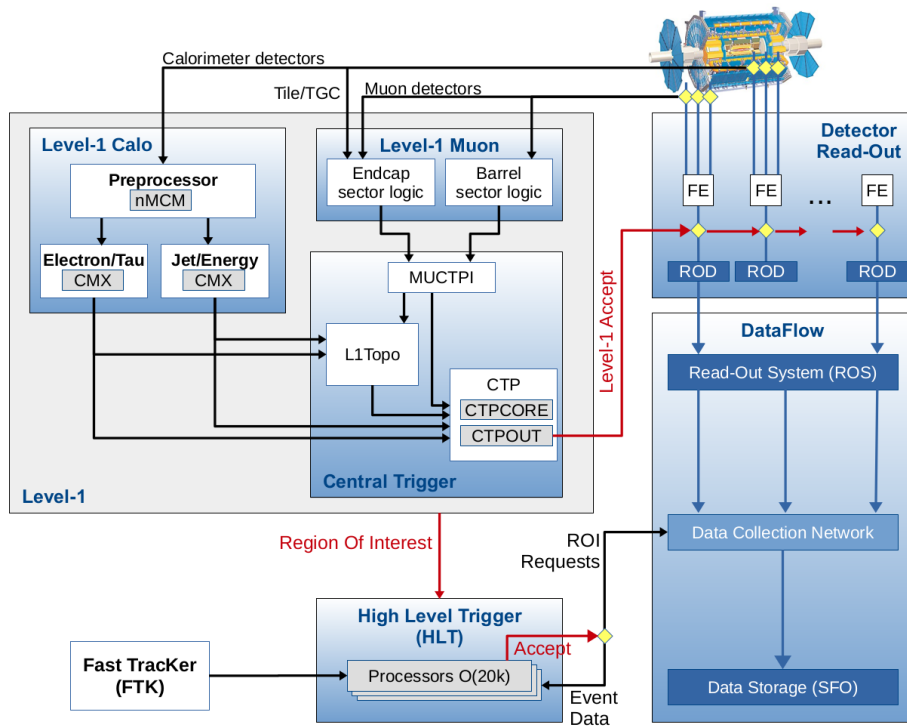 Calorimeter detectors
Tile/TGC
Muon detectors
Level-1 Calo
Preprocessor
nMCM
Electron/Tau
CMX
Jet/Energy
CMX
Level-1 Muon
Endcap
sector logic
Barrel
sector logic
MUCTPI
L1Topo
CTP
CTPCORE
CTPOUT
Central Trigger
Level-1
Level-1 Accept
Detector
Read-Out
FE
FE
...
FE
ROD
ROD
ROD
DataFlow
Read-Out System (ROS)
Data Collection Network
Data Storage (SFO)
Region Of Interest
ROI
Requests
High Level Trigger
(HLT)
Accept
Processors O(20k)
Event
Data
Fast TracKer
(FTK)